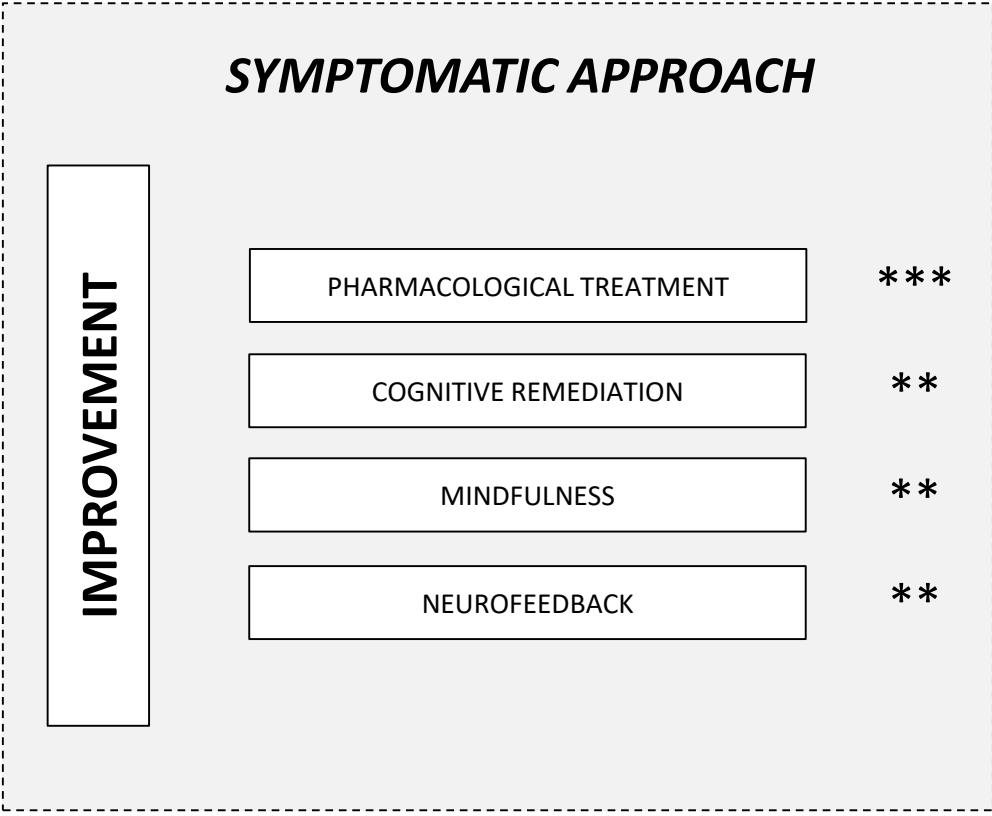 SYMPTOMATIC APPROACH
IMPROVEMENT
PHARMACOLOGICAL TREATMENT ***
COGNITIVE REMEDIATION **
MINDFULNESS **
NEUROFEEDBACK **